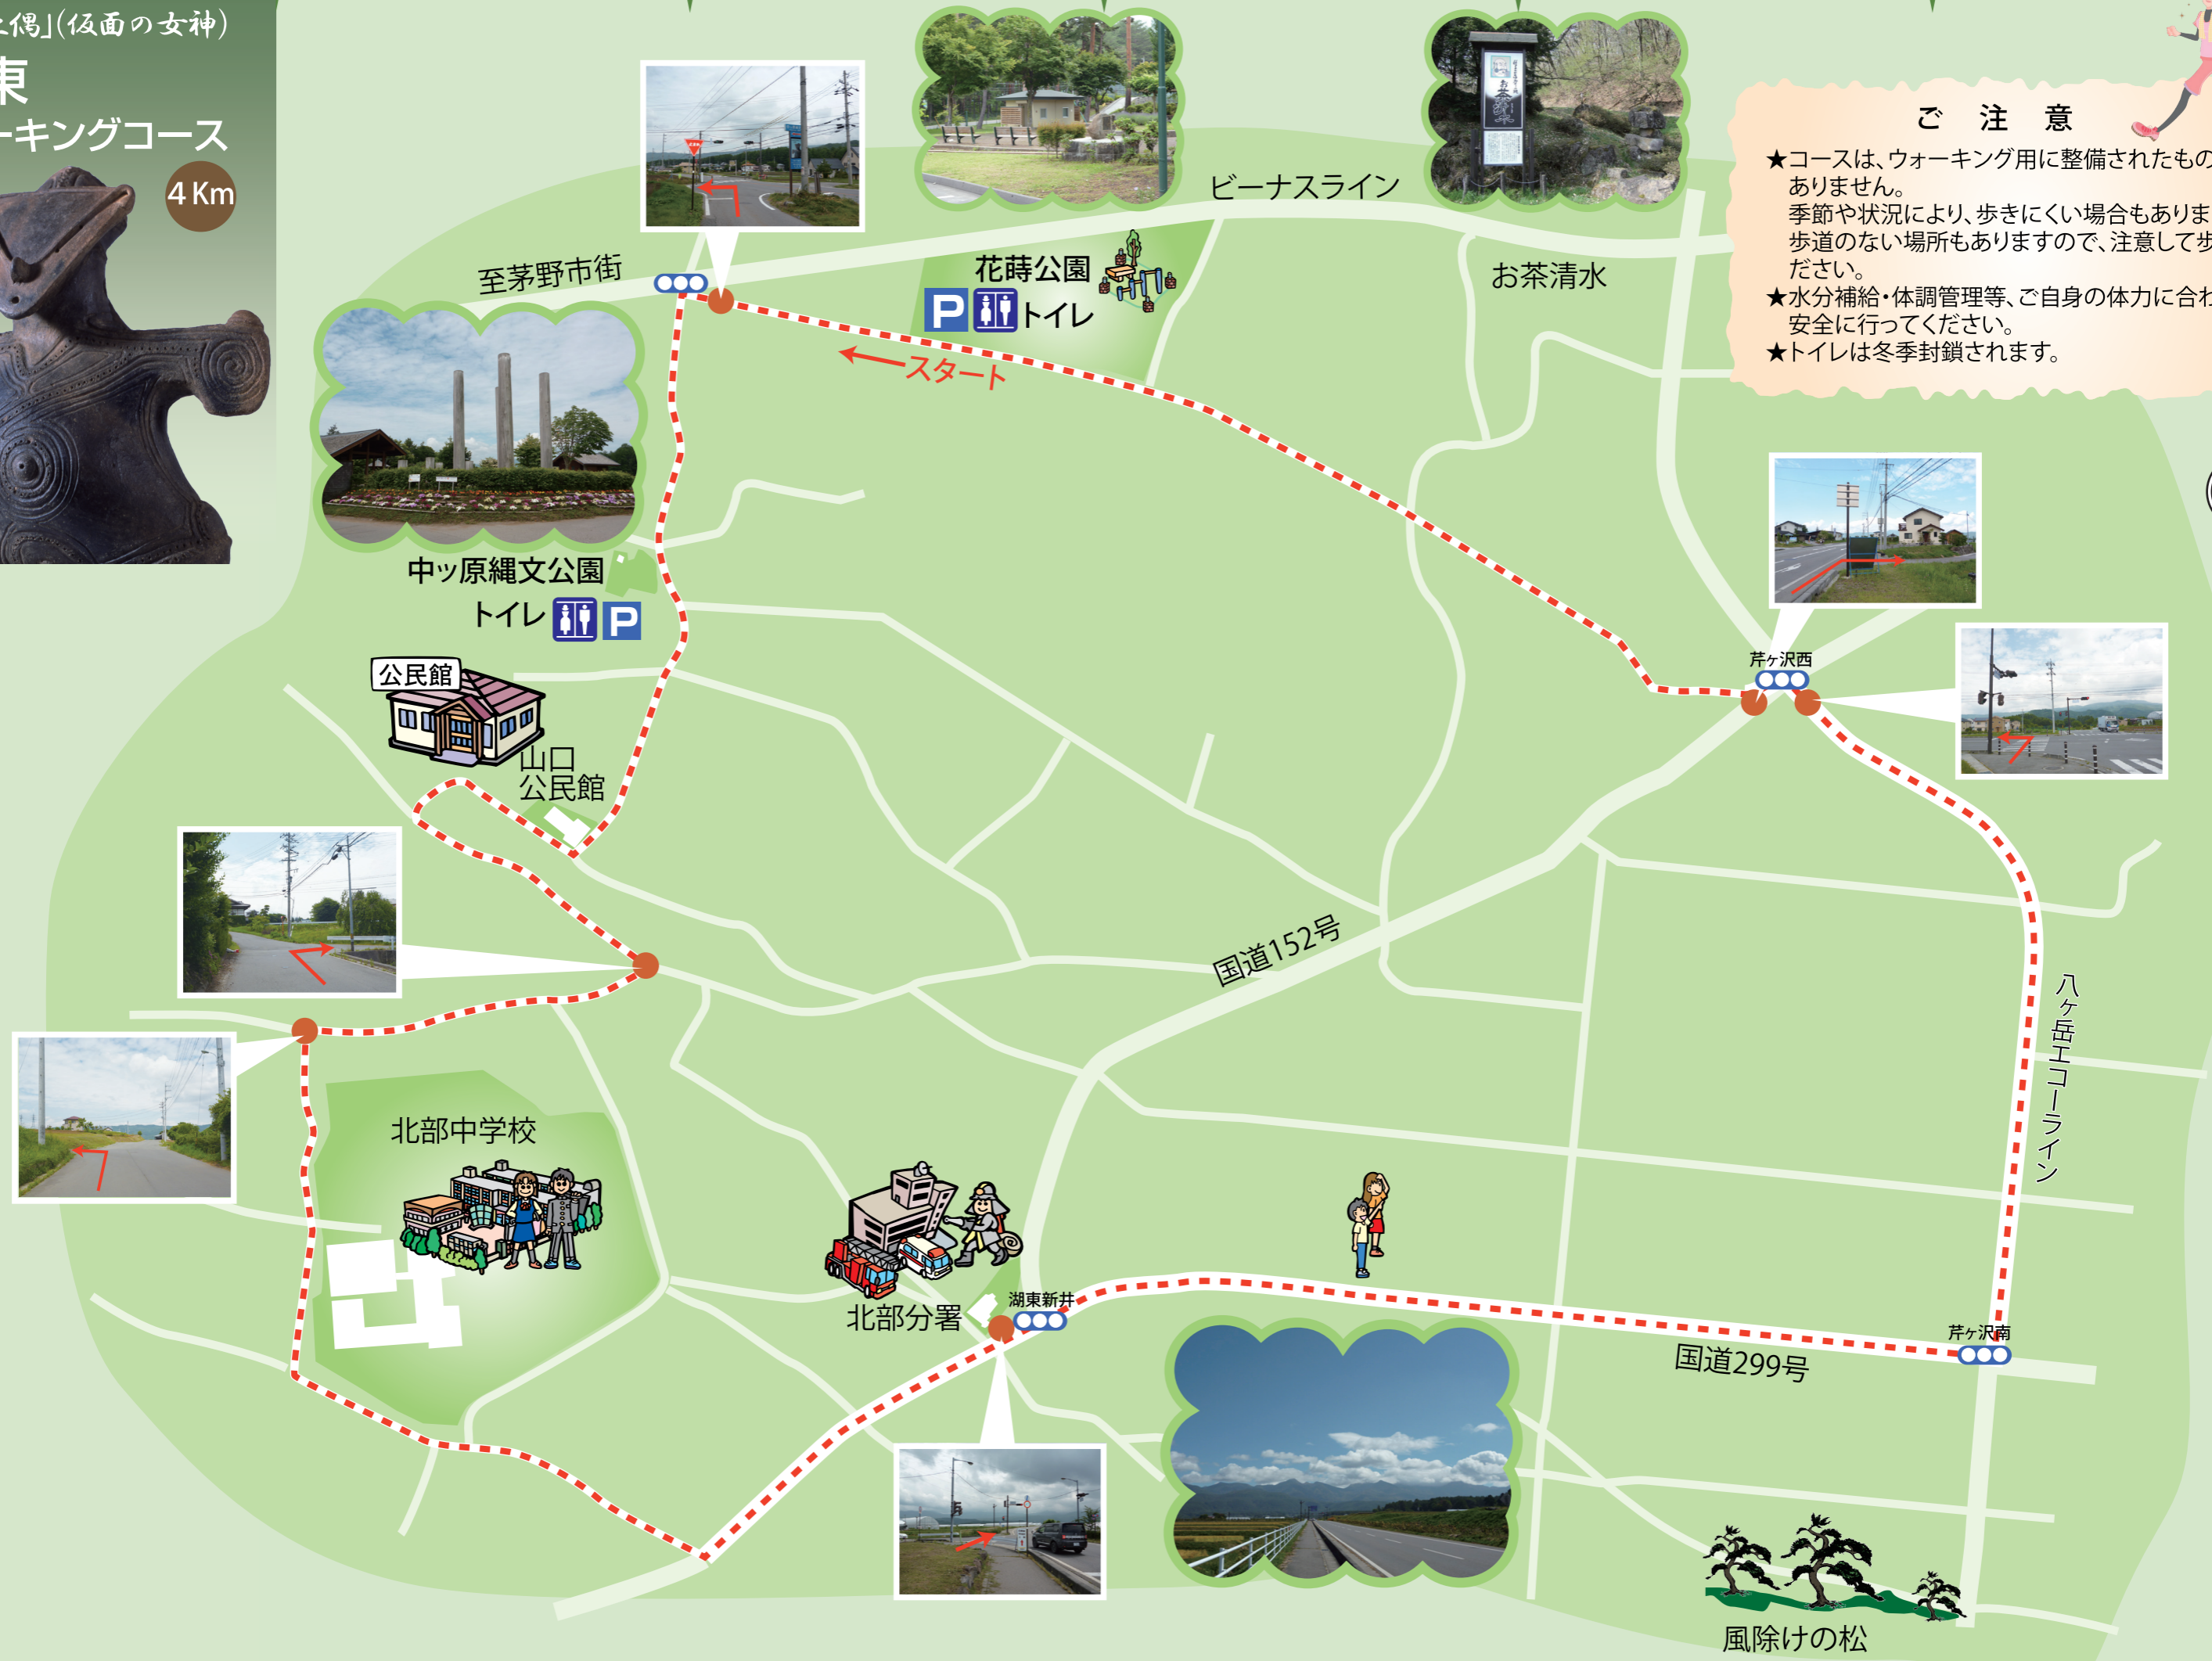 偶」(仮面の女神)
東
ーキングコース
4 Km
ご 注 意
★コースは、ウォーキング用に整備されたもの
ありません。
季節や状況により、歩きにくい場合もありま
歩道のない場所もありますので、注意して歩
ださい。
★水分補給・体調管理等、ご自身の体力に合わ
安全に行ってください。
★トイレは冬季封鎖されます。
ビーナスライン
至茅野市街
花蒔公園
P トイレ
スタート
お茶清水
お茶清水
中ッ原縄文公園
トイレ P
公民館
山口
公民館
芹ヶ沢西
国道152号
八ヶ岳エコーライン
北部中学校
北部分署
湖東新井
芹ヶ沢南
国道299号
風除けの松